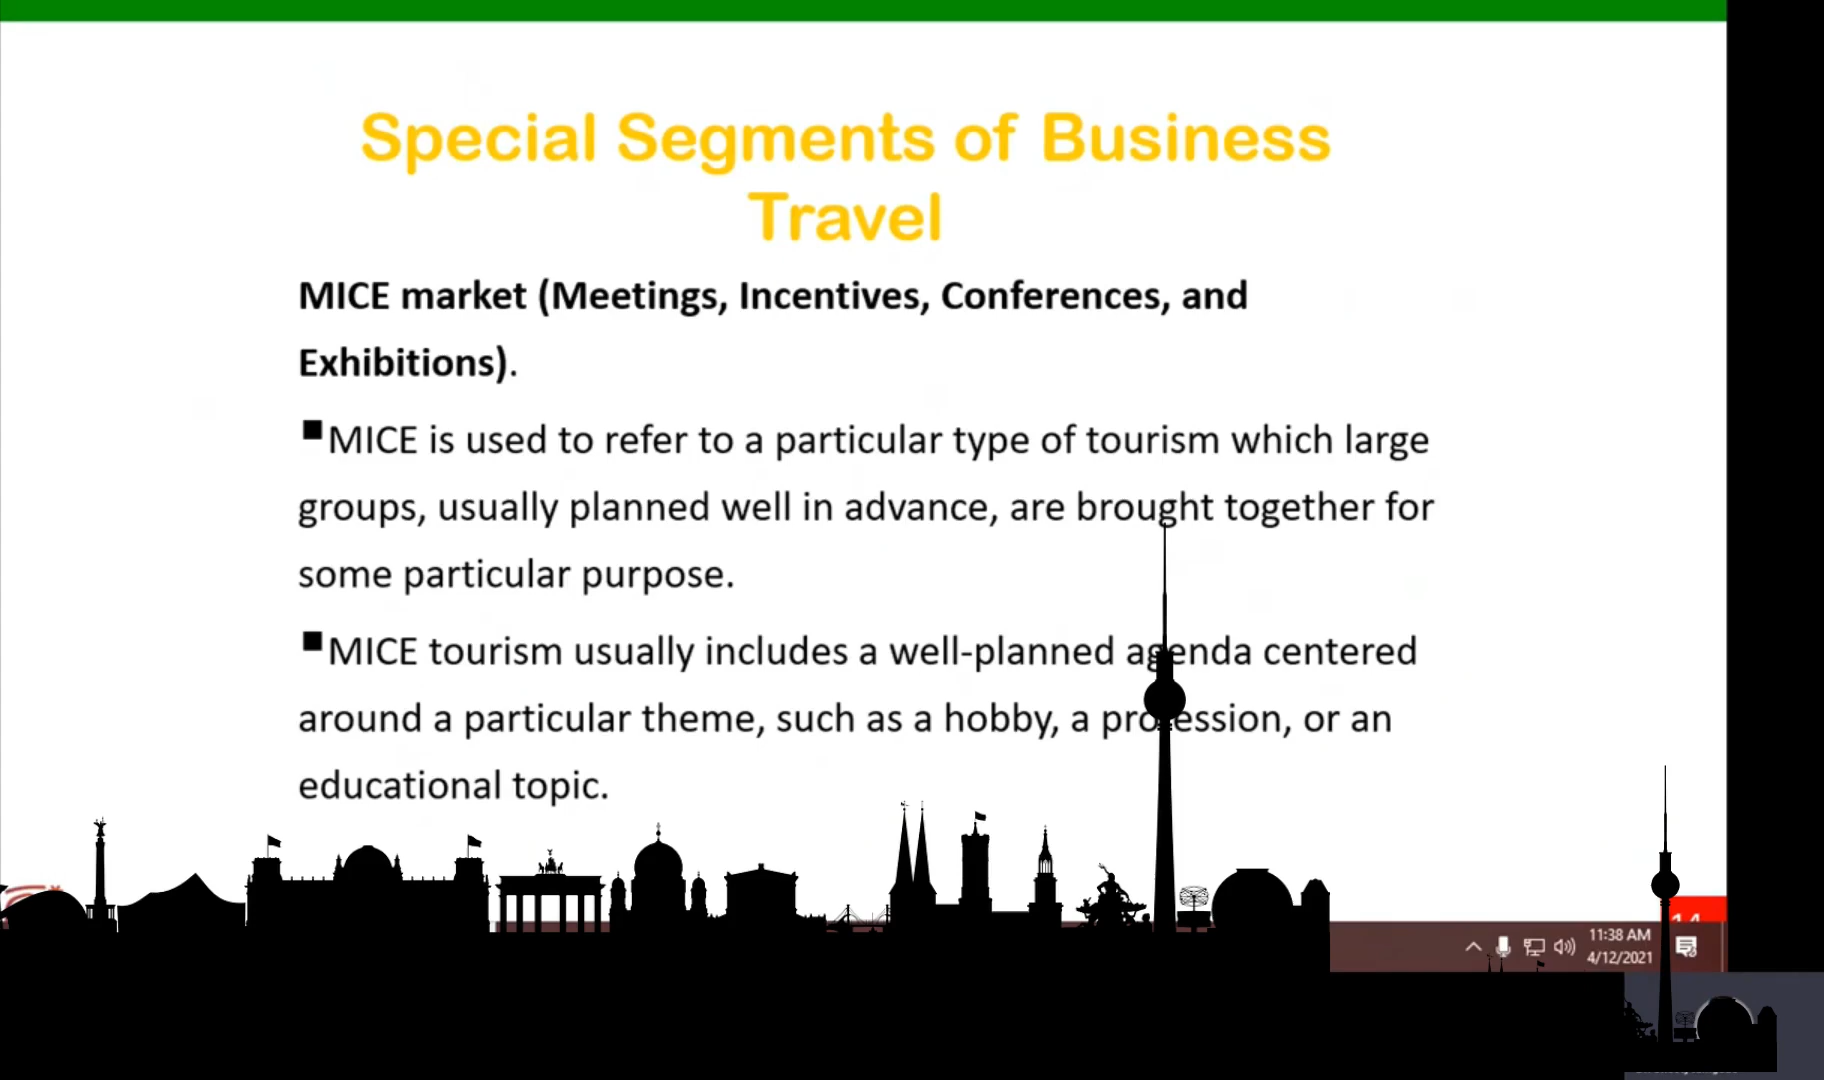 Special Segments of Business
Travel
MICE market (Meetings, Incentives, Conferences, and
Exhibitions).
▪MICE is used to refer to a particular type of tourism which large
groups, usually planned well in advance, are brought together for
some particular purpose.
▪MICE tourism usually includes a well-planned agenda centered
around a particular theme, such as a hobby, a profession, or an
educational topic.
14
11:38 AM
4/12/2021